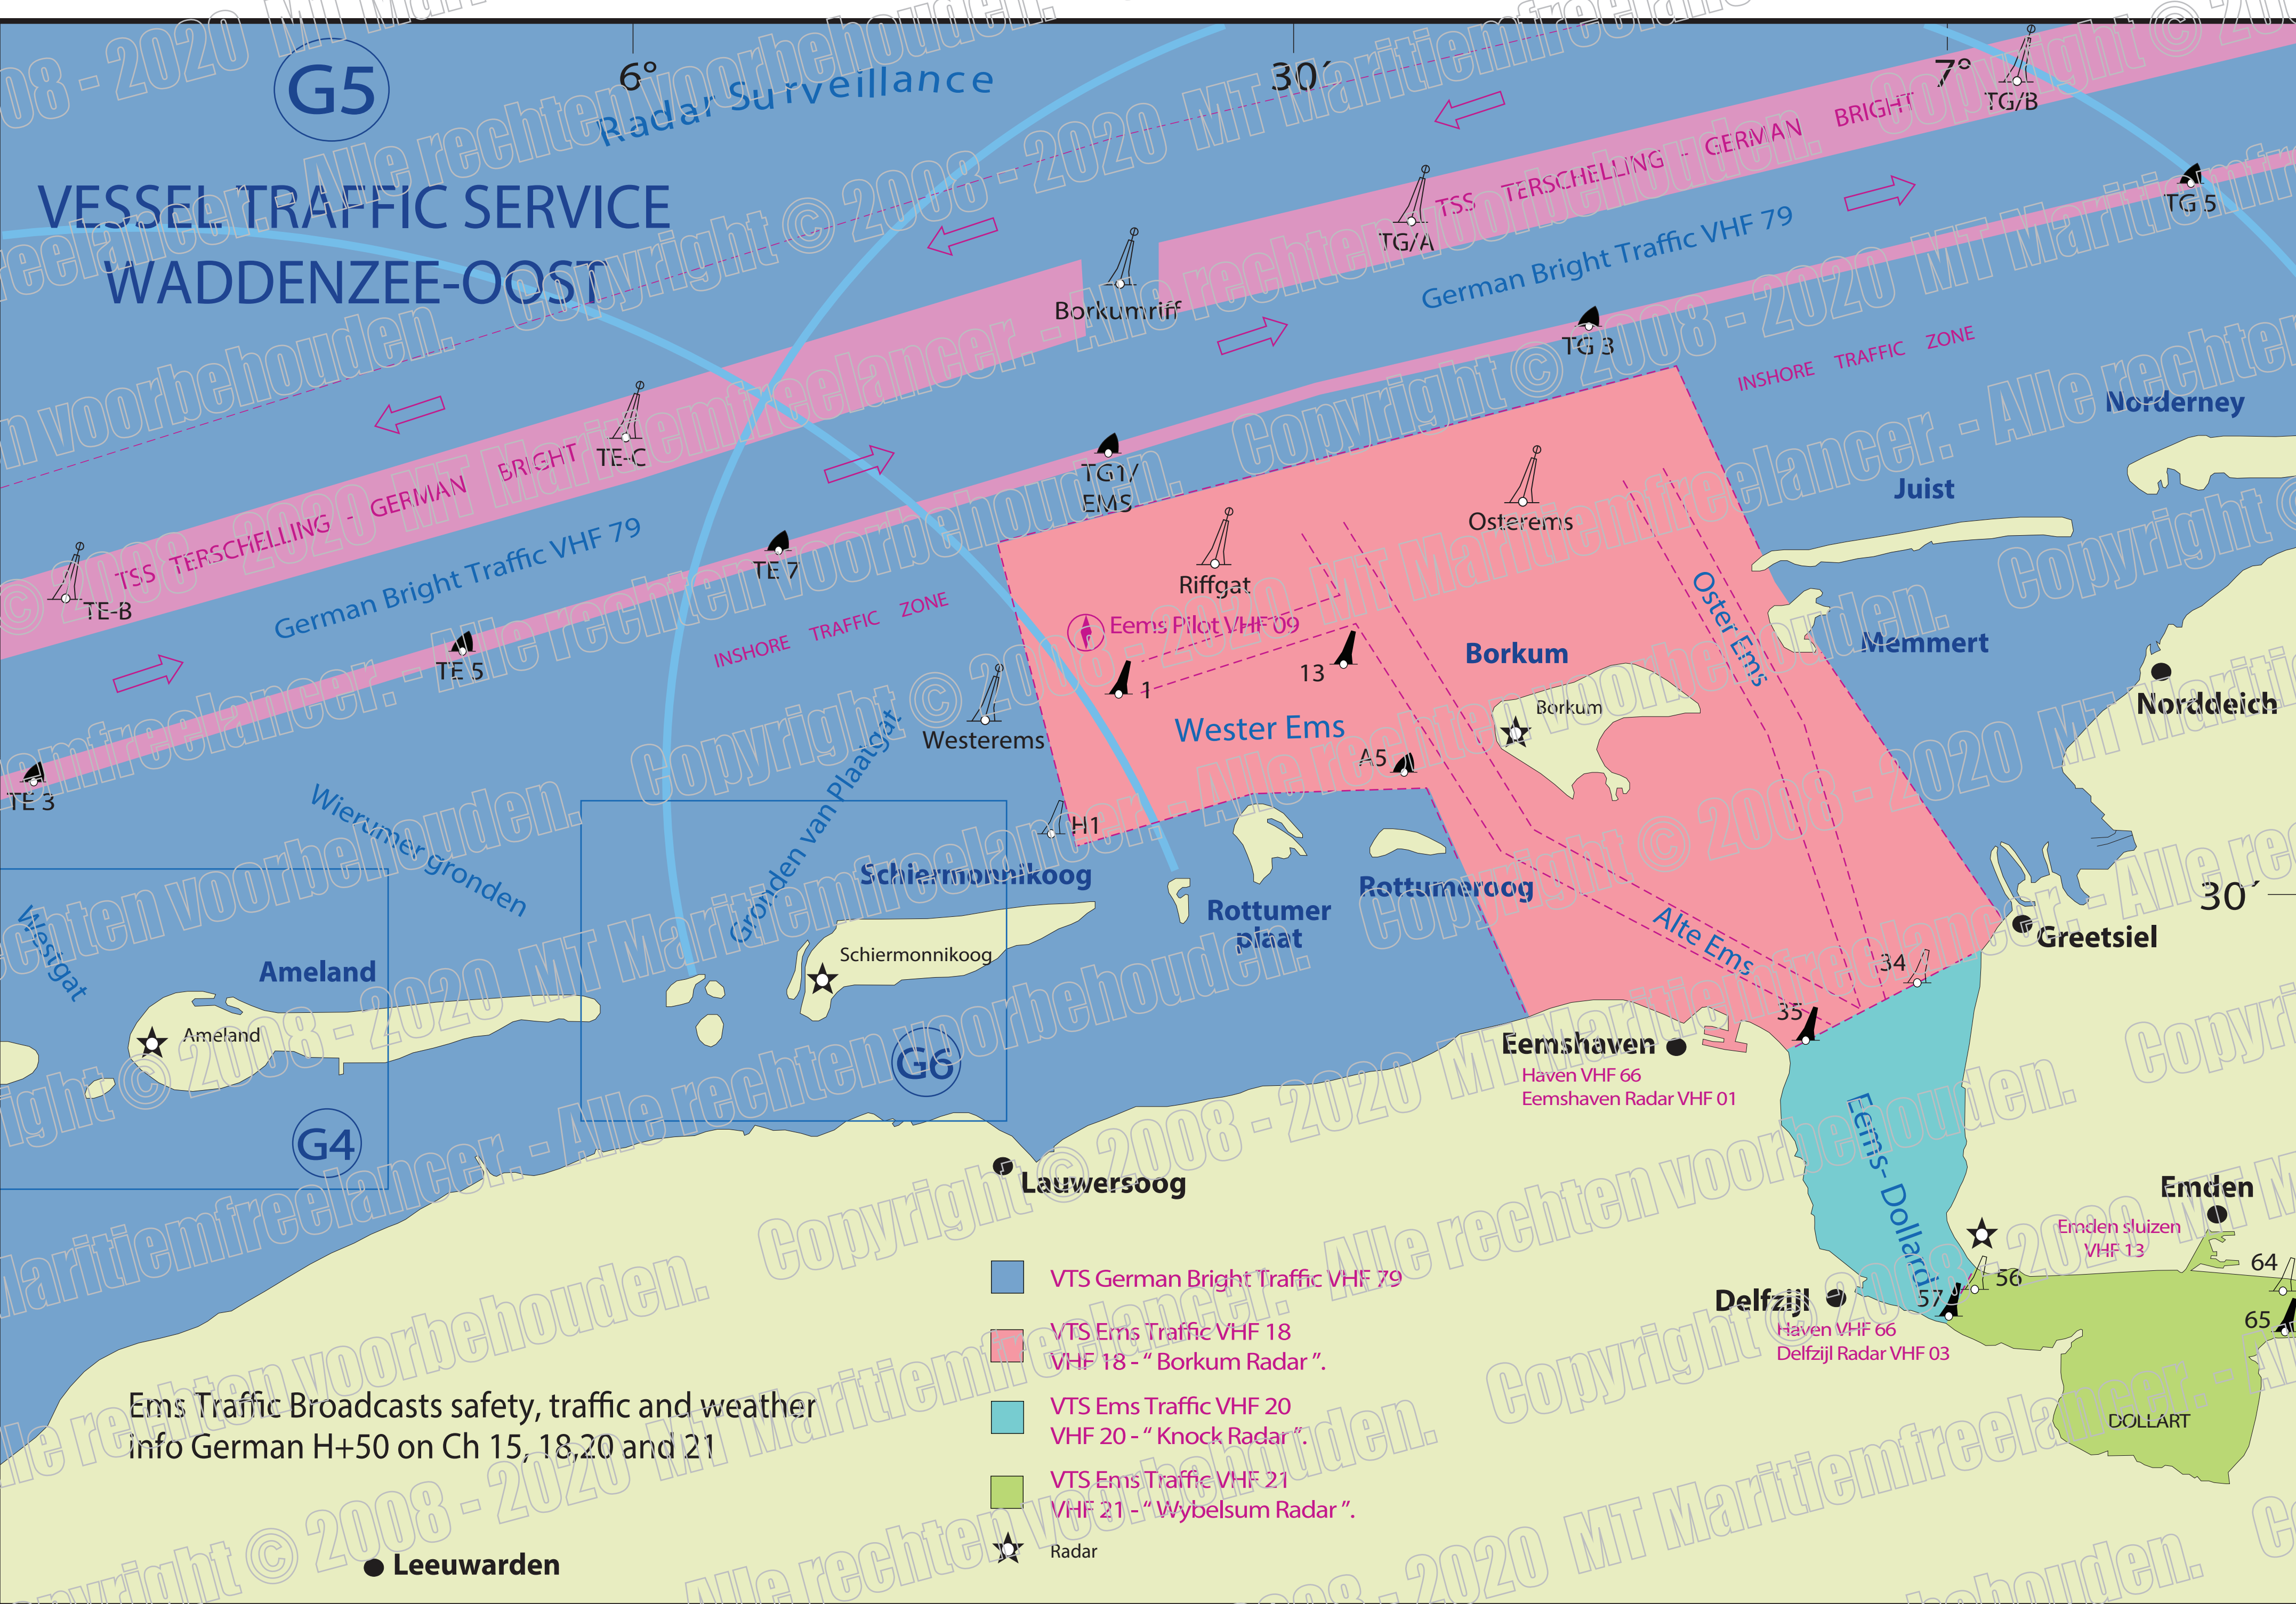 G5
6°
30´
7°
Radar Surveillance
TG/B
VESSEL TRAFFIC SERVICE
WADDENZEE-OOST
TSS TERSCHELLING - GERMAN BRIGHT
TG/A
TG 5
German Bright Traffic VHF 79
Borkumriff
TG 3
INSHORE TRAFFIC ZONE
Norderney
TE-C
TSS TERSCHELLING - GERMAN BRIGHT
TG1/
EMS
Juist
Osterems
German Bright Traffic VHF 79
TE 7
Riffgat
TE-B
Oster Ems
INSHORE TRAFFIC ZONE
Eems Pilot VHF 09
Borkum
Memmert
TE 5
13
1
Norddeich
Borkum
Wester Ems
Westerems
A5
TE 3
Wierumer gronden
Gronden van Plaatgat
H1
Schiermonnikoog
Rottumeroog
30´
Rottumer
plaat
Alte Ems
Greetsiel
Westgat
Schiermonnikoog
34
Ameland
Ameland
35
Eemshaven
G6
Haven VHF 66
Eemshaven Radar VHF 01
G4
Eems- Dollard
Lauwersoog
Emden
Emden sluizen
VHF 13
64
56
57
Delfzijl
65
Haven VHF 66
Delfzijl Radar VHF 03
DOLLART
VTS German Bright Traffic VHF 79
VTS Ems Traffic VHF 18
VHF 18 - “ Borkum Radar ”.
VTS Ems Traffic VHF 20
VHF 20 - “ Knock Radar ”.
VTS Ems Traffic VHF 21
VHF 21 - “ Wybelsum Radar ”.
Radar
Ems Traffic Broadcasts safety, traffic and weather
info German H+50 on Ch 15, 18,20 and 21
Leeuwarden
Copyright © 2008 - 2020 MT Maritiemfreelancer. - Alle rechten voorbehouden.